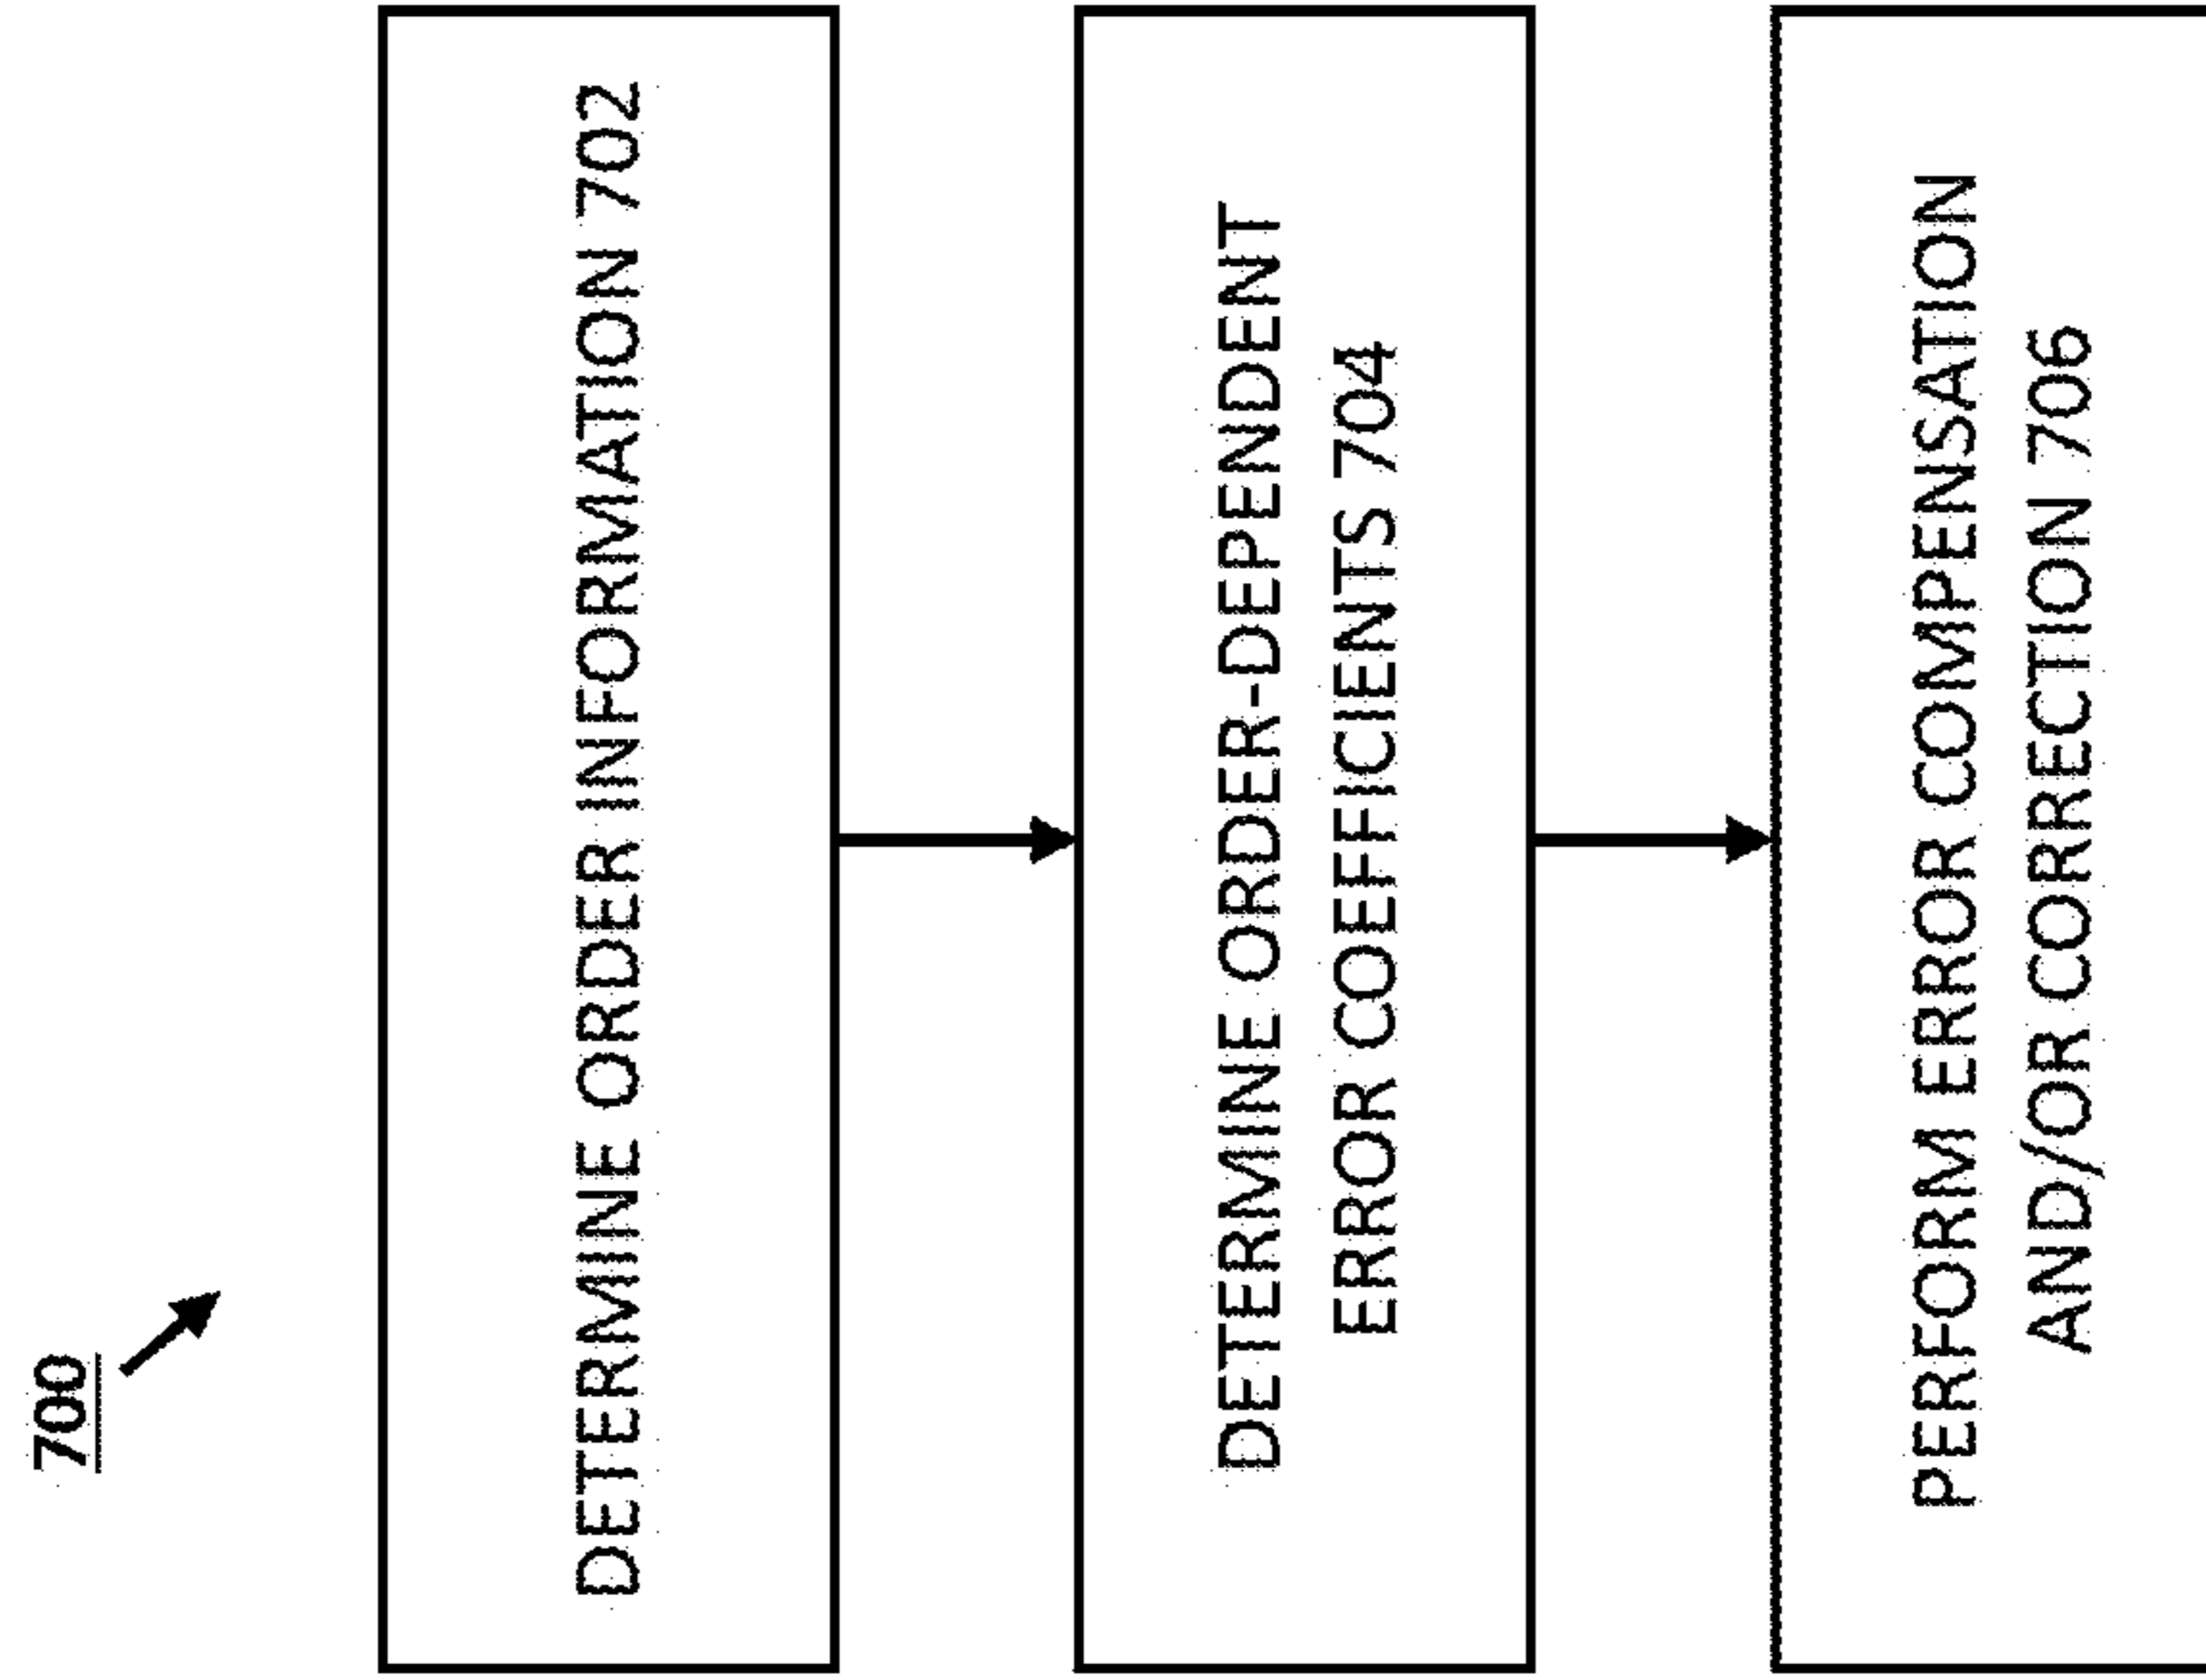 700
DETERMINE ORDER INFORMATION 702
DETERMINE ORDER-DEPENDENT
ERROR COEFFICIENTS 704
PERFORM ERROR COMPENSATION
AND/OR CORRECTION 706